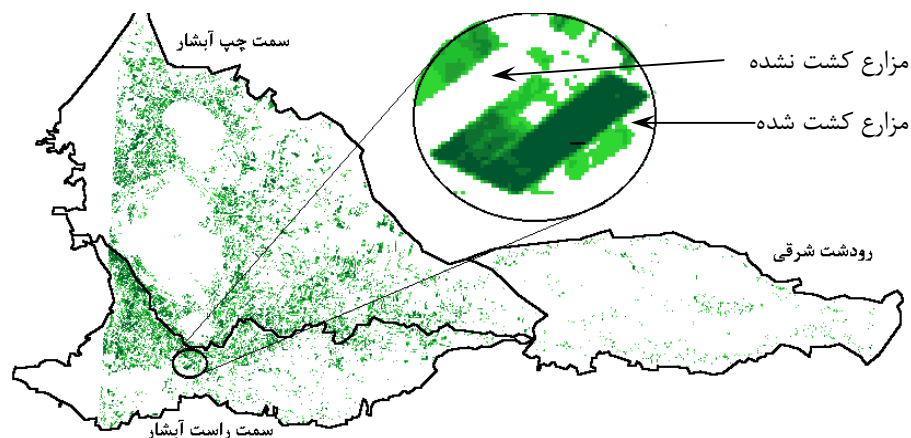 سمت چپ آبشار
مزارع کشت نشده
مزارع کشت شده
رودشت شرقی
سمت راست آبشار